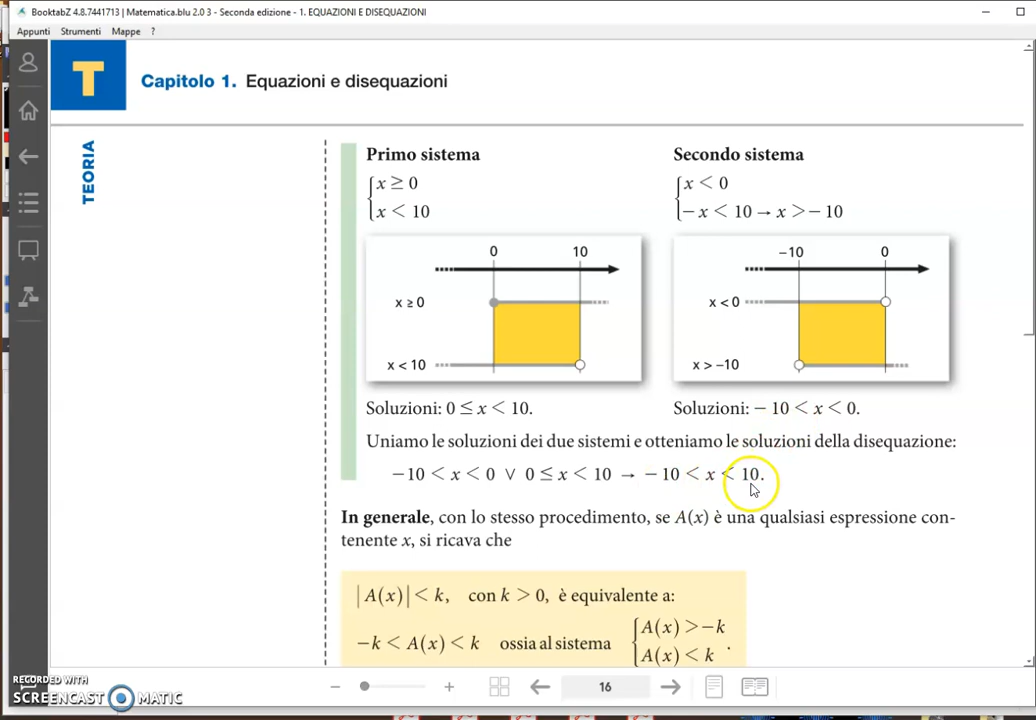 BooktabZ 4.8.7441713 | Matematica.blu 2.0 3 - Seconda edizione - 1. EQUAZIONI E DISEQUAZIONI
Appunti Strumenti Mappe ?
T
Capitolo 1. Equazioni e disequazioni
TEORIA
Primo sistema
x ≥ 0
x < 10
0 10
x ≥ 0
x < 10
Soluzioni: 0 ≤ x < 10.
Secondo sistema
x < 0
−x < 10 → x > − 10
−10 0
x < 0
x > −10
Soluzioni: − 10 < x < 0.
Uniamo le soluzioni dei due sistemi e otteniamo le soluzioni della disequazione:
−10 < x < 0 ∨ 0 ≤ x < 10 → − 10 < x < 10.
In generale, con lo stesso procedimento, se A(x) è una qualsiasi espressione con-
tenente x, si ricava che
|A(x)| < k, con k > 0, è equivalente a:
−k < A(x) < k ossia al sistema { A(x) > −k
A(x) < k .
RECORDED WITH
SCREENCAST MATIC
16